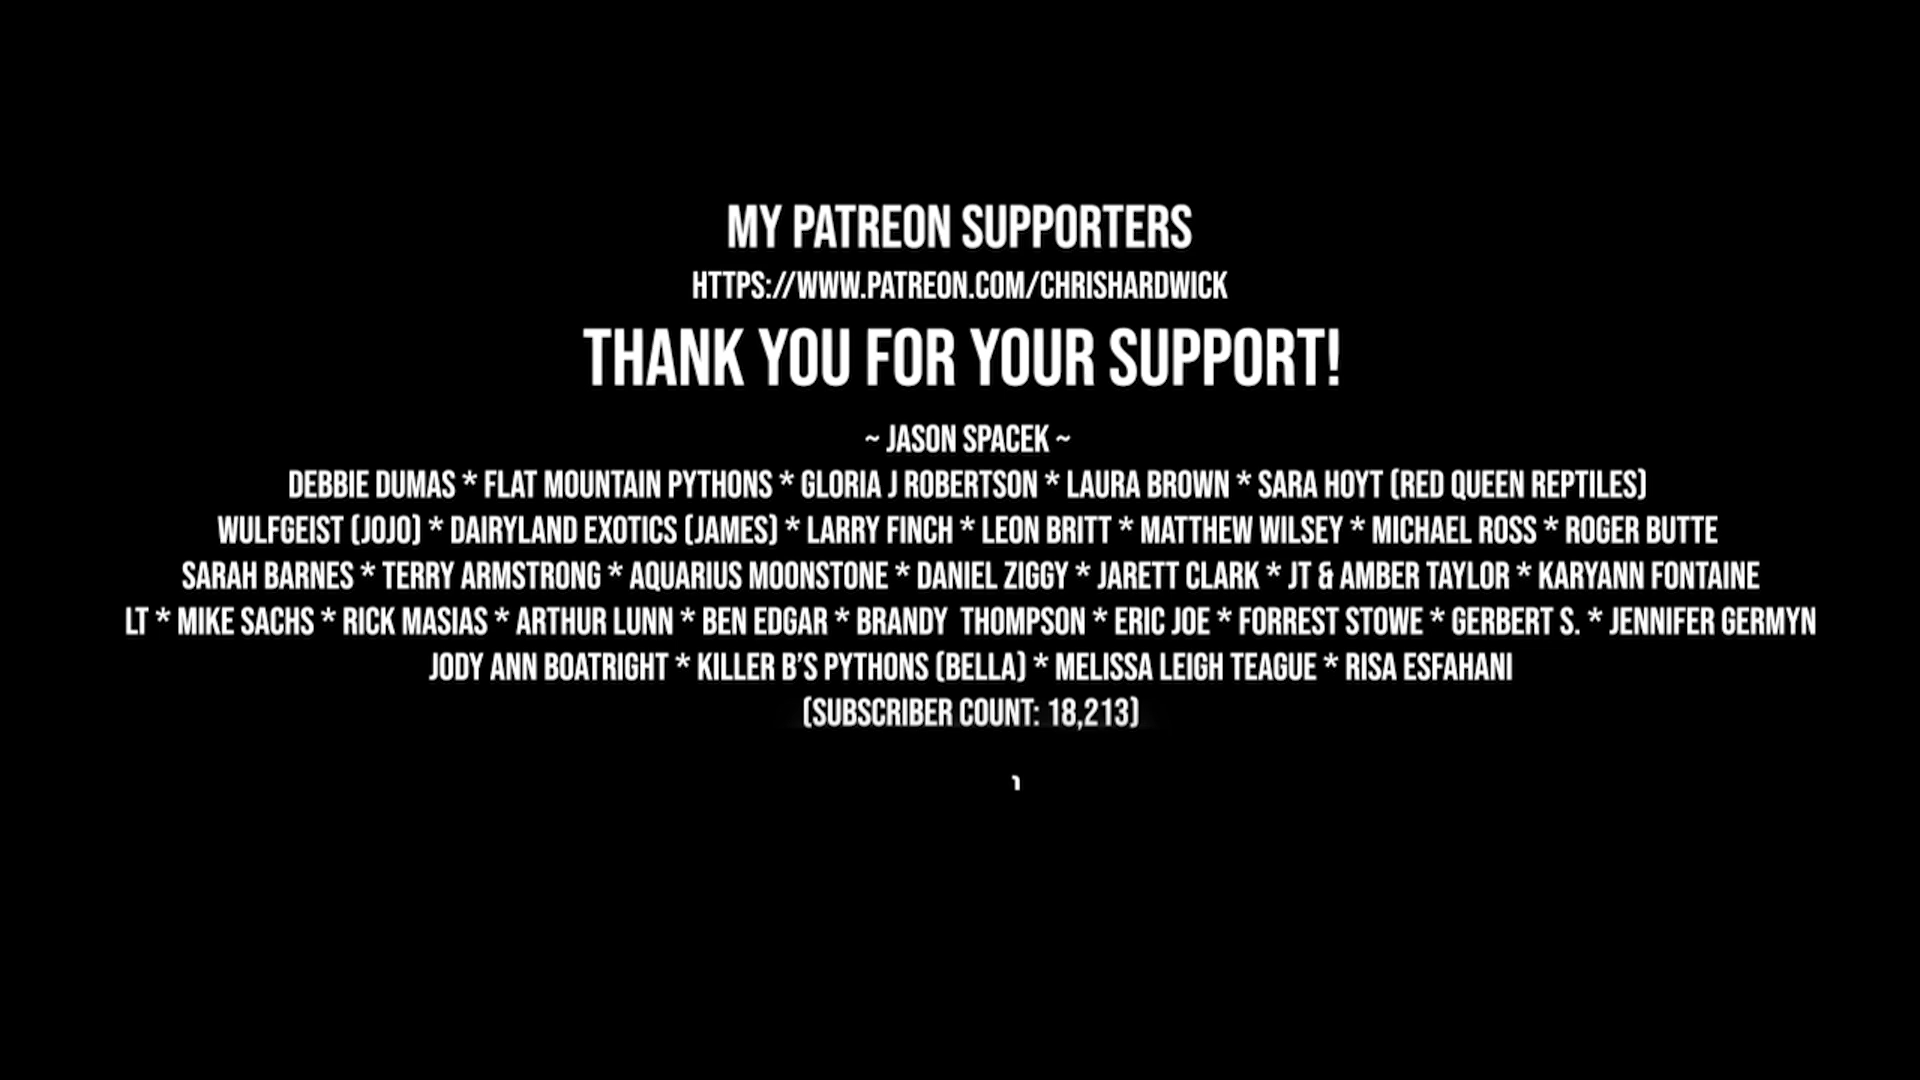 MY PATREON SUPPORTERS
HTTPS://WWW.PATREON.COM/CHRISHARDWICK
THANK YOU FOR YOUR SUPPORT!
~ JASON SPACEK ~
DEBBIE DUMAS * FLAT MOUNTAIN PYTHONS * GLORIA J ROBERTSON * LAURA BROWN * SARA HOYT (RED QUEEN REPTILES)
WULFGEIST (JOJO) * DAIRYLAND EXOTICS (JAMES) * LARRY FINCH * LEON BRITT * MATTHEW WILSEY * MICHAEL ROSS * ROGER BUTTE
SARAH BARNES * TERRY ARMSTRONG * AQUARIUS MOONSTONE * DANIEL ZIGGY * JARETT CLARK * JT & AMBER TAYLOR * KARYANN FONTAINE
LT * MIKE SACHS * RICK MASIAS * ARTHUR LUNN * BEN EDGAR * BRANDY  THOMPSON * ERIC JOE * FORREST STOWE * GERBERT S. * JENNIFER GERMYN
JODY ANN BOATRIGHT * KILLER B'S PYTHONS (BELLA) * MELISSA LEIGH TEAGUE * RISA ESFAHANI
(SUBSCRIBER COUNT: 18,213)